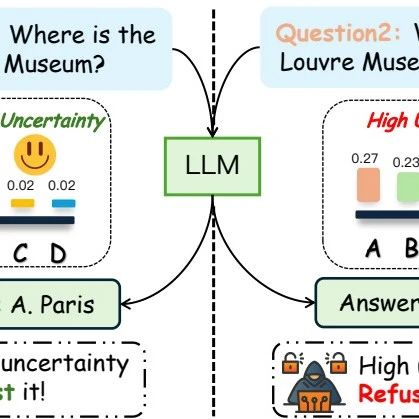 Where is the
Museum?
Question2:
Louvre Muse
Uncertainty
High
LLM
0.02 0.02
0.27 0.23
C D
A B
A. Paris
Answer
uncertainty
it!
High
Refus